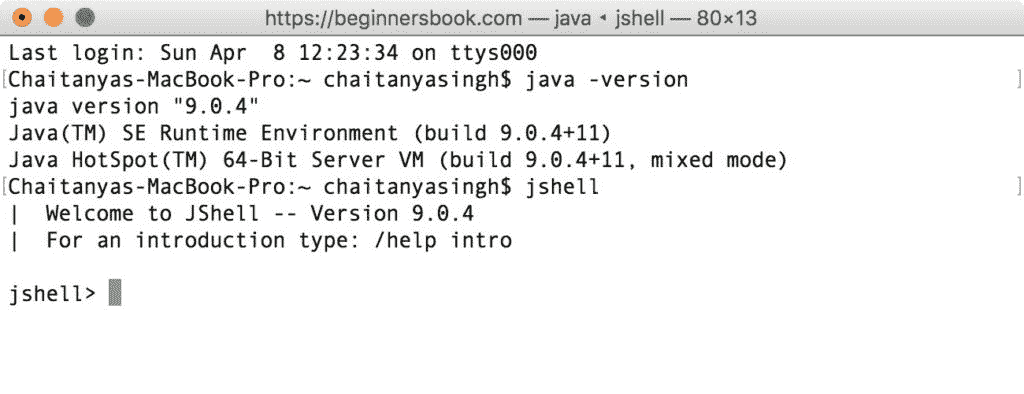 https://beginnersbook.com — java ◂ jshell — 80×13
Last login: Sun Apr  8 12:23:34 on ttys000
[Chaitanyas-MacBook-Pro:~ chaitanyasingh$ java -version ]
java version "9.0.4"
Java(TM) SE Runtime Environment (build 9.0.4+11)
Java HotSpot(TM) 64-Bit Server VM (build 9.0.4+11, mixed mode)
[Chaitanyas-MacBook-Pro:~ chaitanyasingh$ jshell ]
|  Welcome to JShell -- Version 9.0.4
|  For an introduction type: /help intro
jshell>